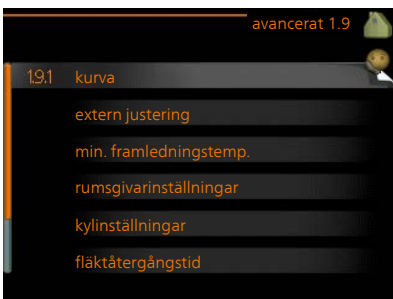 avancerat 1.9
1.9.1 kurva
extern justering
min. framledningstemp.
rumsgivarinställningar
kylinställningar
fläktåtergångstid